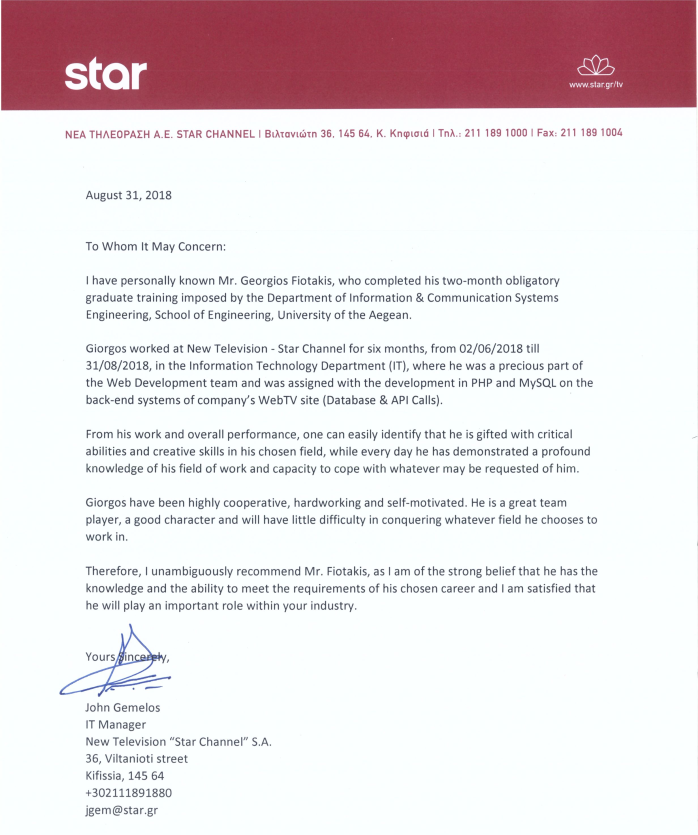 star
www.star.gr/tv
ΝΕΑ ΤΗΛΕΟΡΑΣΗ Α.Ε. STAR CHANNEL | Βιλτανιώτη 36, 145 64, Κ. Κηφισιά | Τηλ.: 211 189 1000 | Fax: 211 189 1004
August 31, 2018
To Whom It May Concern:
I have personally known Mr. Georgios Fiotakis, who completed his two-month obligatory
graduate training imposed by the Department of Information & Communication Systems
Engineering, School of Engineering, University of the Aegean.
Giorgos worked at New Television - Star Channel for six months, from 02/06/2018 till
31/08/2018, in the Information Technology Department (IT), where he was a precious part of
the Web Development team and was assigned with the development in PHP and MySQL on the
back-end systems of company's WebTV site (Database & API Calls).
From his work and overall performance, one can easily identify that he is gifted with critical
abilities and creative skills in his chosen field, while every day he has demonstrated a profound
knowledge of his field of work and capacity to cope with whatever may be requested of him.
Giorgos have been highly cooperative, hardworking and self-motivated. He is a great team
player, a good character and will have little difficulty in conquering whatever field he chooses to
work in.
Therefore, I unambiguously recommend Mr. Fiotakis, as I am of the strong belief that he has the
knowledge and the ability to meet the requirements of his chosen career and I am satisfied that
he will play an important role within your industry.
Yours Sincerely,
John Gemelos
IT Manager
New Television "Star Channel" S.A.
36, Viltanioti street
Kifissia, 145 64
+302111891880
jgem@star.gr